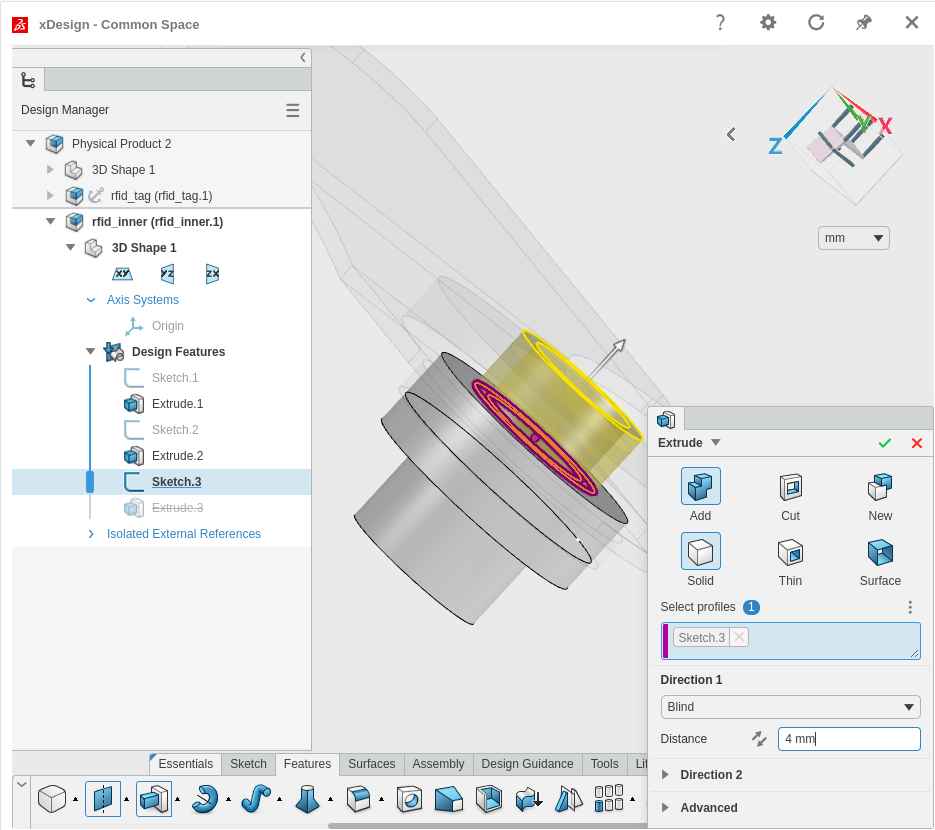 xDesign - Common Space
?
Design Manager
Physical Product 2
3D Shape 1
rfid_tag (rfid_tag.1)
rfid_inner (rfid_inner.1)
3D Shape 1
XY YZ ZX
Axis Systems
Origin
Design Features
Sketch.1
Extrude.1
Sketch.2
Extrude.2
Sketch.3
Extrude.3
Isolated External References
Z Y X
mm
Extrude
Add Cut New
Solid Thin Surface
Select profiles 1
Sketch.3
Direction 1
Blind
Distance 4 mm
Direction 2
Advanced
Essentials Sketch Features Surfaces Assembly Design Guidance Tools